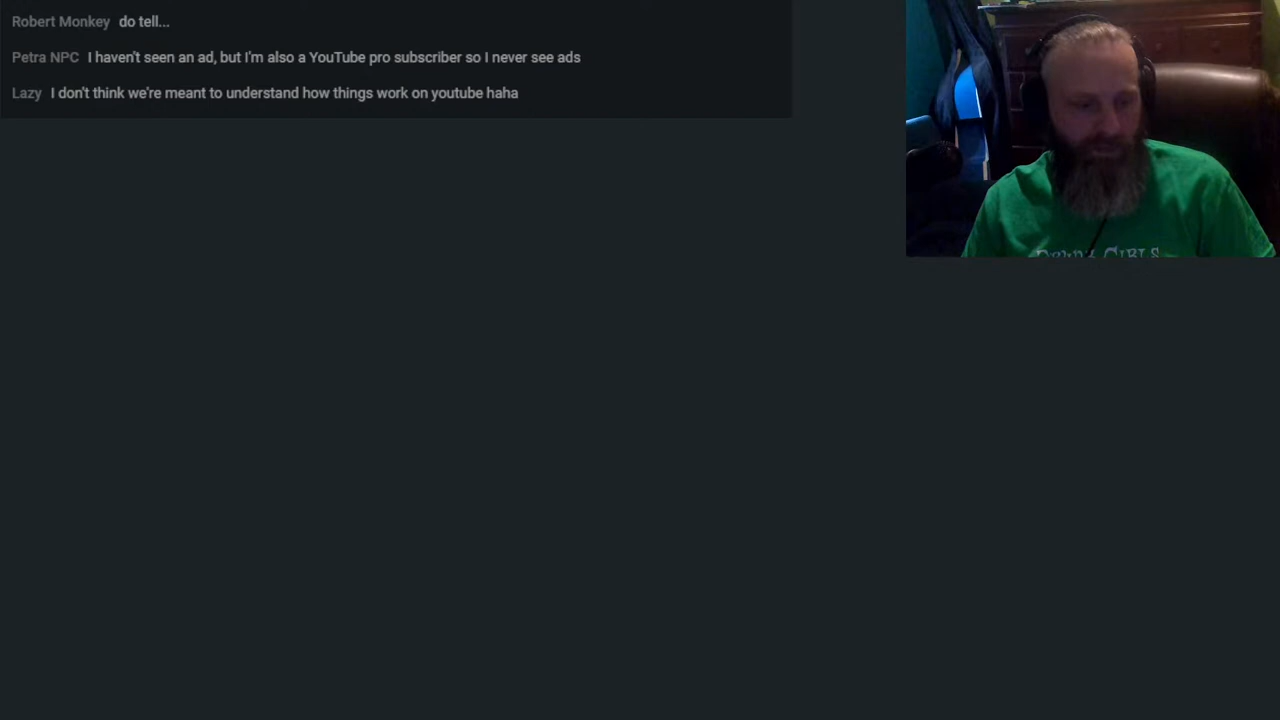 Robert Monkey do tell...
Petra NPC I haven't seen an ad, but I'm also a YouTube pro subscriber so I never see ads
Lazy I don't think we're meant to understand how things work on youtube haha
GIRLS